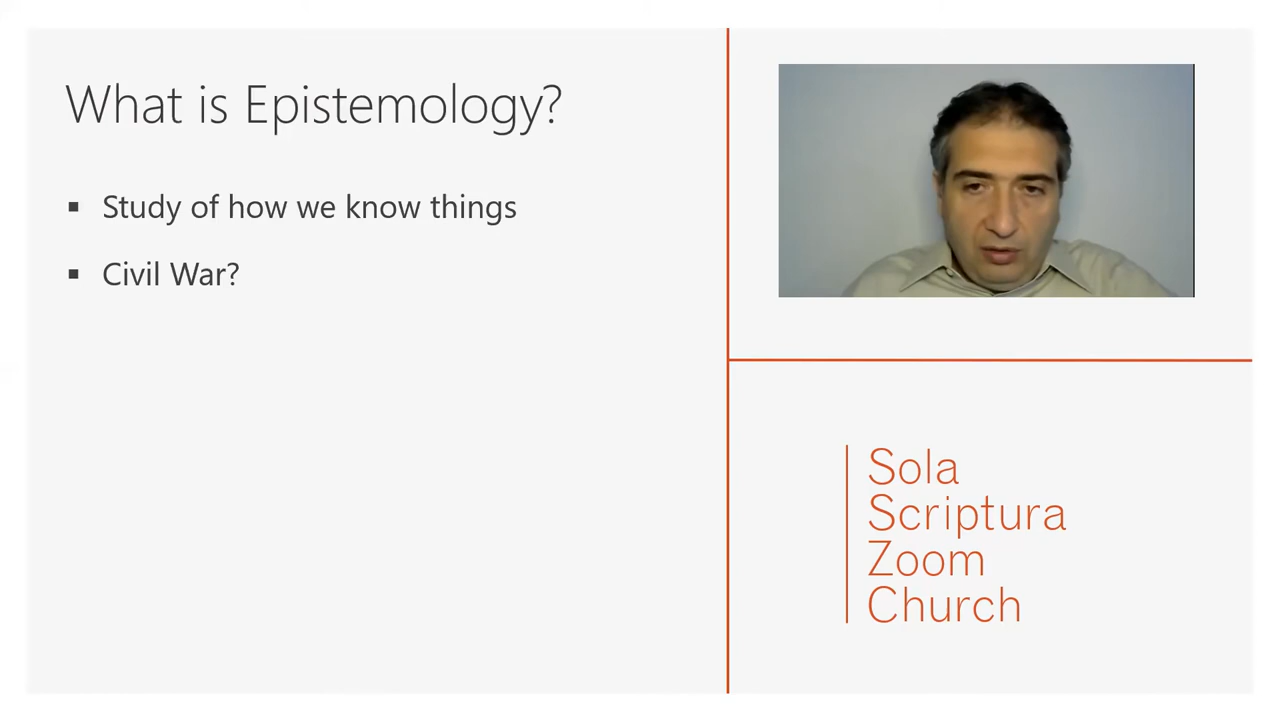 What is Epistemology?
Study of how we know things
Civil War?
Sola
Scriptura
Zoom
Church